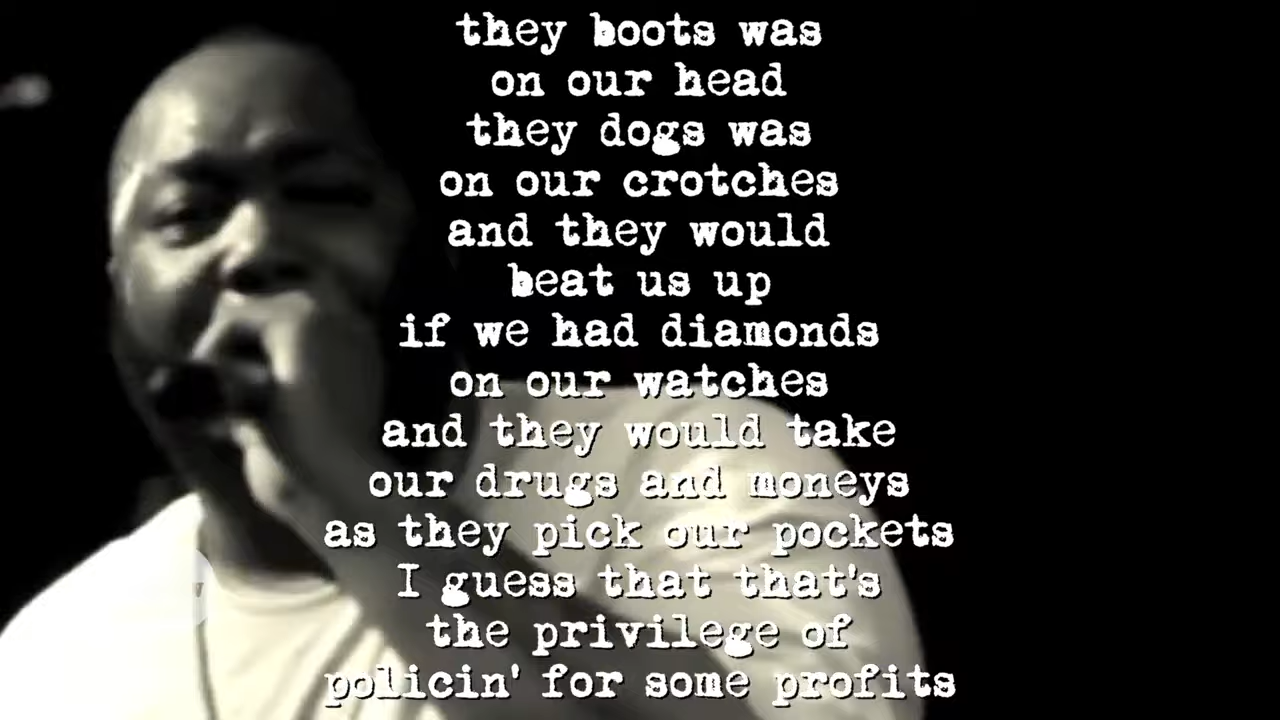 they boots was
on our head
they dogs was
on our crotches
and they would
beat us up
if we had diamonds
on our watches
and they would take
our drugs and moneys
as they pick our pockets
I guess that that's
the privilege of
policin' for some profits